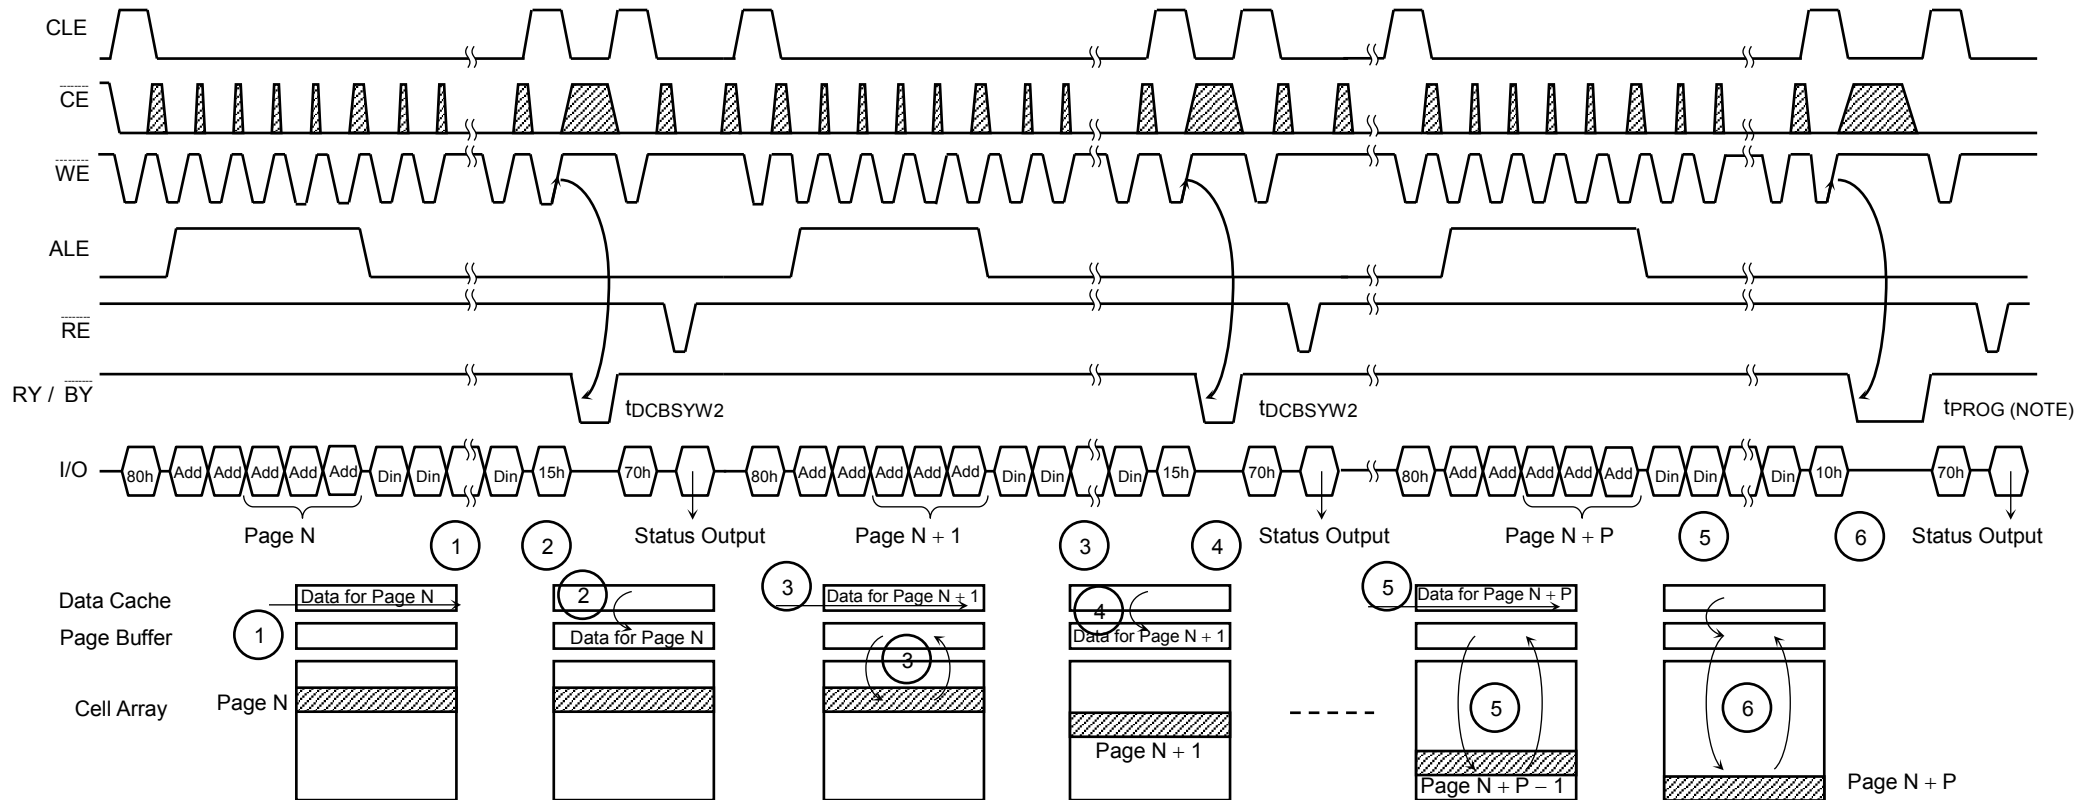 CLE
CE
WE
ALE
RE
RY / BY
tDCBSYW2
tDCBSYW2
tPROG (NOTE)
I/O
80h Add Add Add Add Add Din Din Din 15h 70h 80h Add Add Add Add Add Din Din Din 15h 70h 80h Add Add Add Add Add Din Din Din 10h 70h
Page N
1
2
Status Output
Page N + 1
3
4
Status Output
Page N + P
5
6
Status Output
Data Cache
Data for Page N
2
3
Data for Page N + 1
4
5
Data for Page N + P
Page Buffer
1
Data for Page N
3
Data for Page N + 1
Cell Array
Page N
5
6
Page N + 1
Page N + P − 1
Page N + P